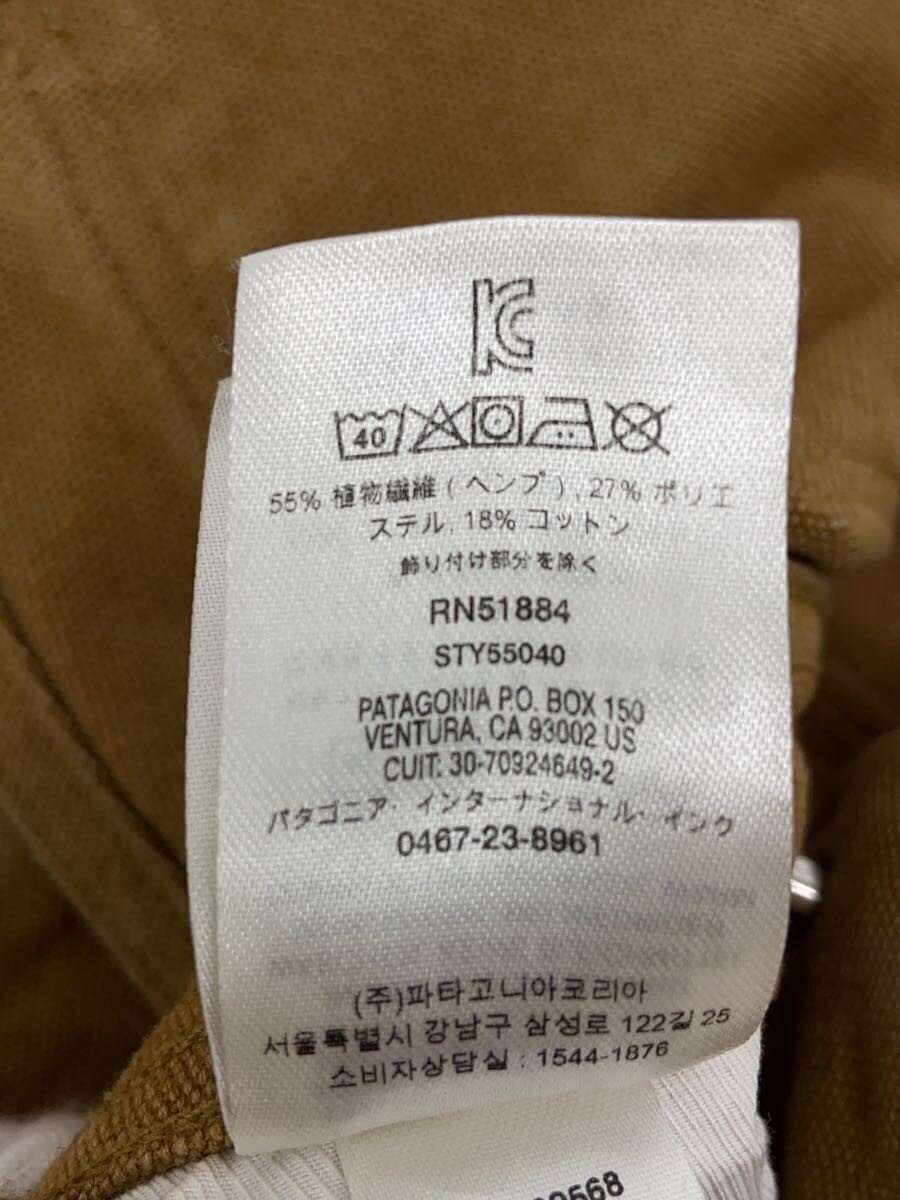 KC
40
55% 植物繊維 (ヘンプ), 27% ポリエ
ステル, 18% コットン
飾り付け部分を除く
RN51884
STY55040
PATAGONIA P.O. BOX 150
VENTURA, CA 93002 US
CUIT: 30-70924649-2
パタゴニア・インターナショナル・インク
0467-23-8961
(주)파타고니아코리아
서울특별시 강남구 삼성로 122길 25
소비자상담실 : 1544-1876